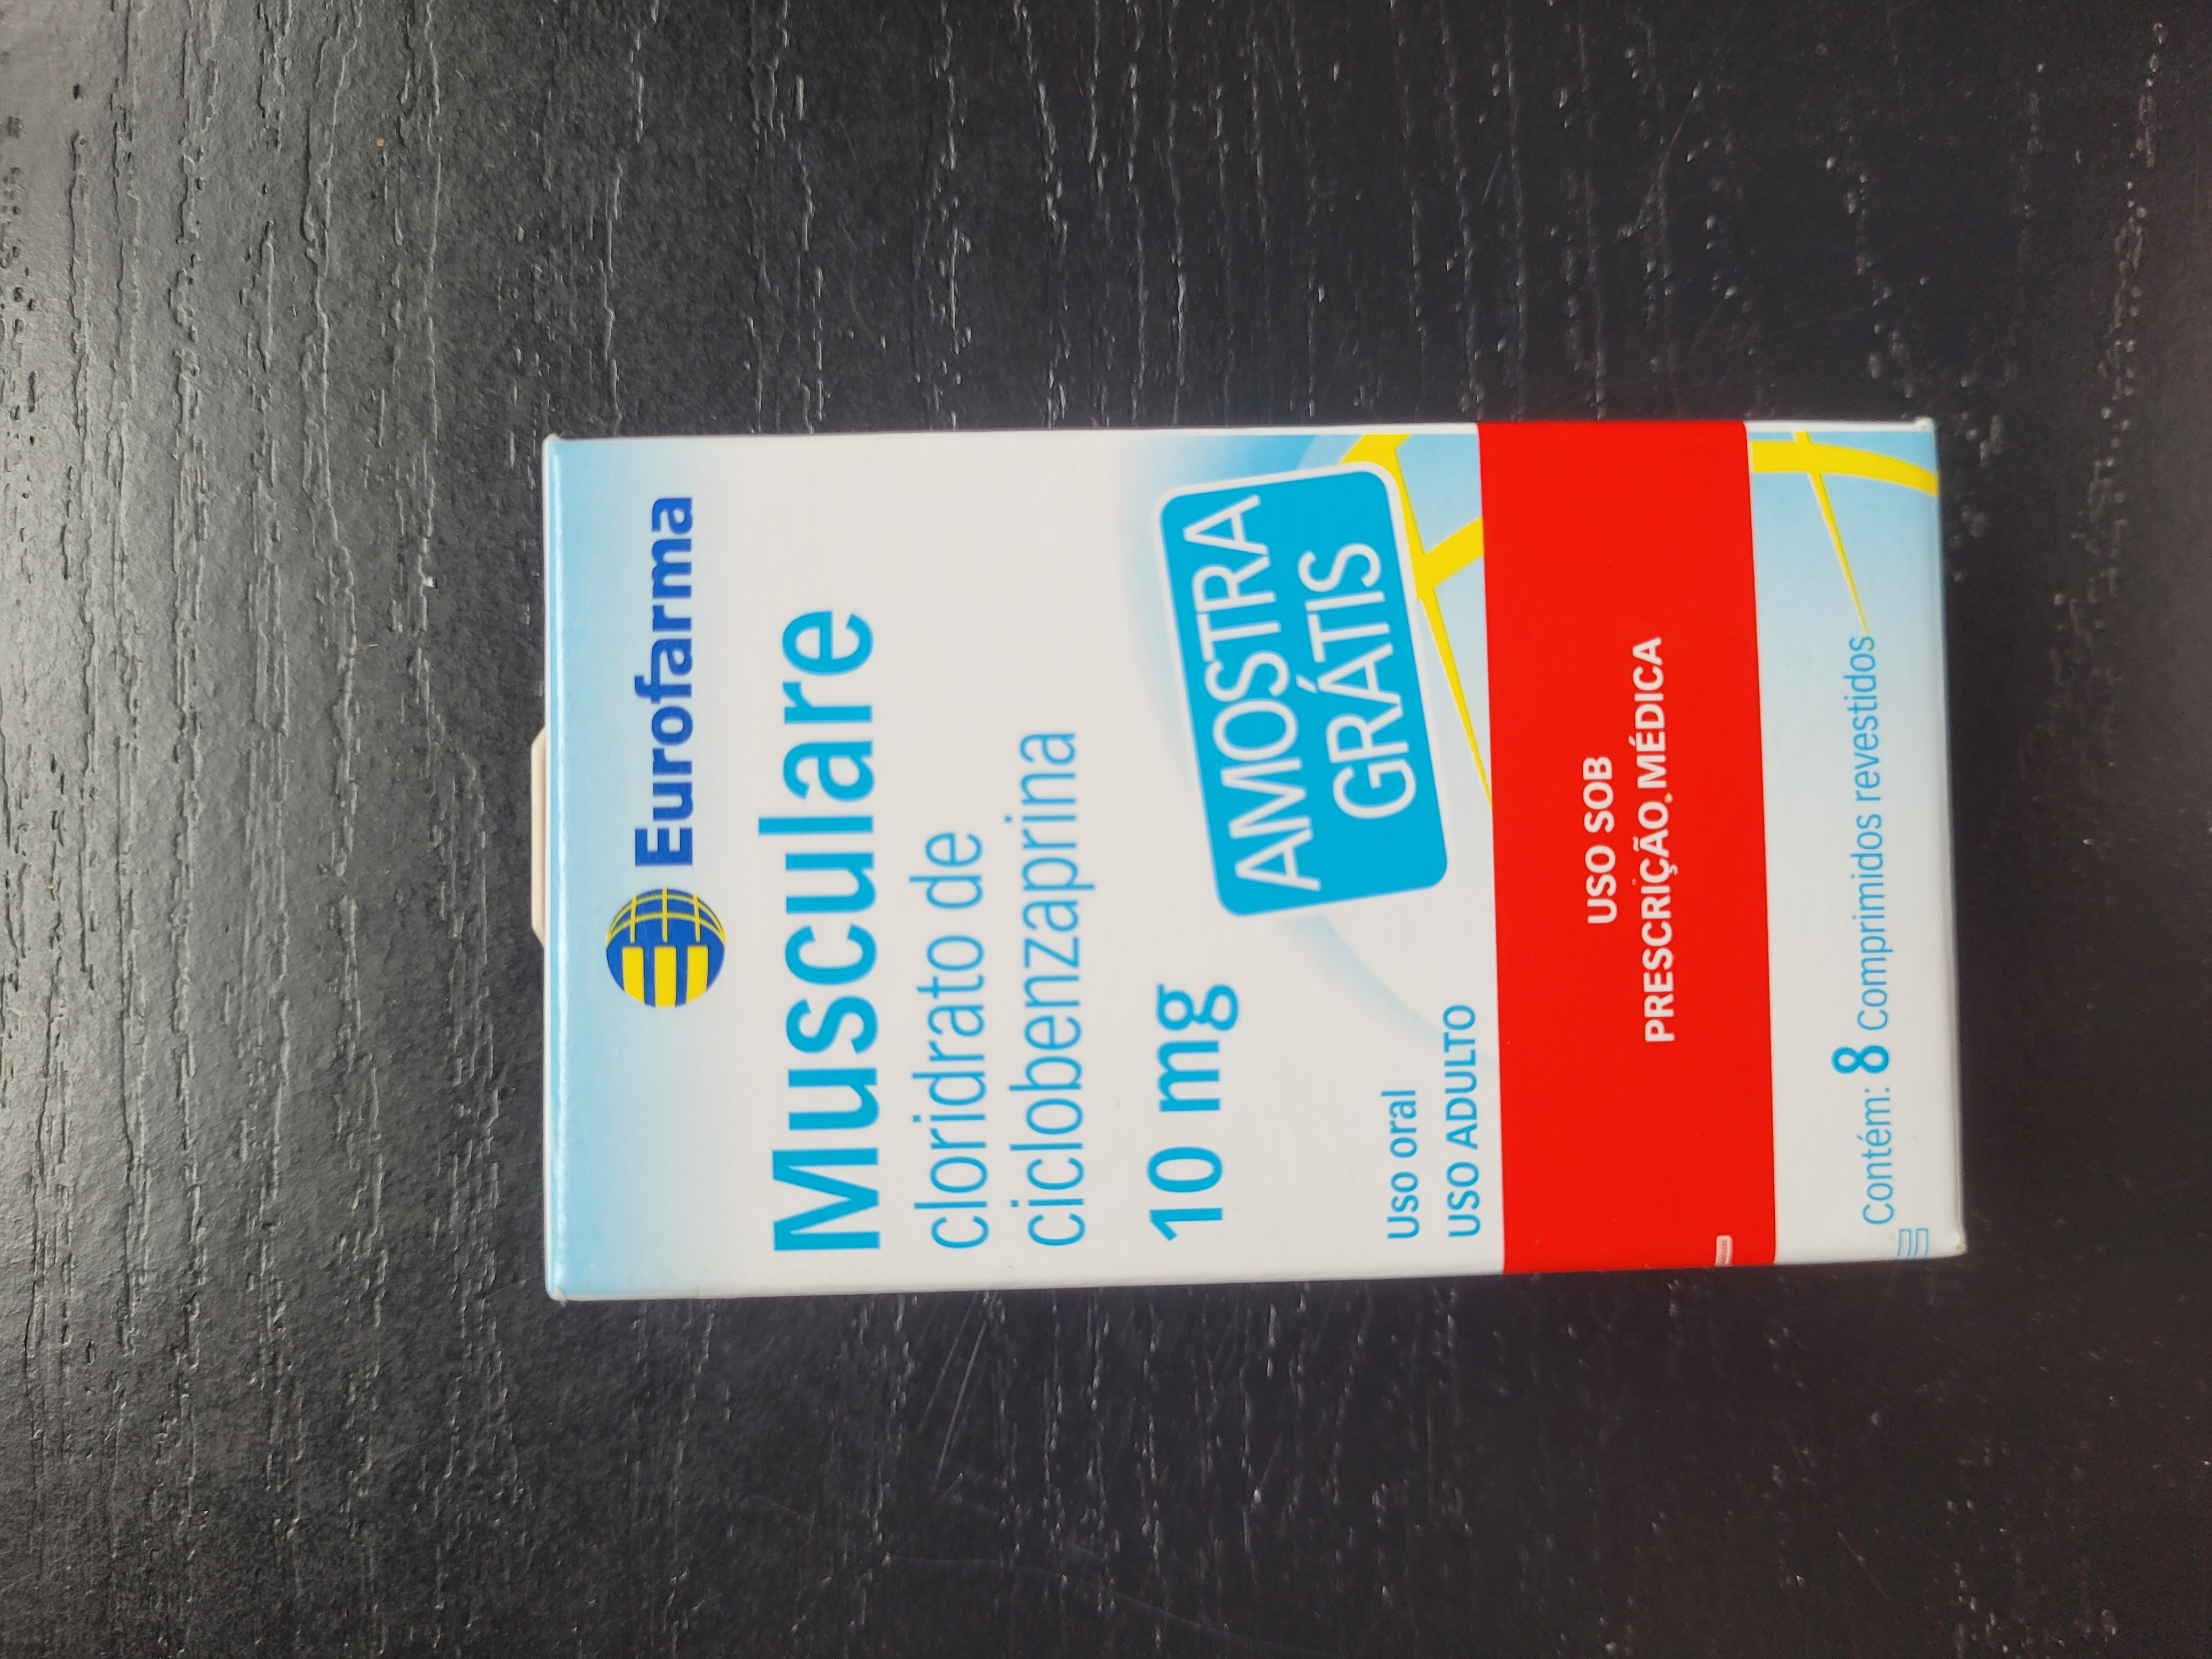 Eurofarma
Musculare
cloridrato de
ciclobenzaprina
10 mg
AMOSTRA
GRÁTIS
Uso oral
USO ADULTO
USO SOB
PRESCRIÇÃO MÉDICA
Contém: 8 Comprimidos revestidos